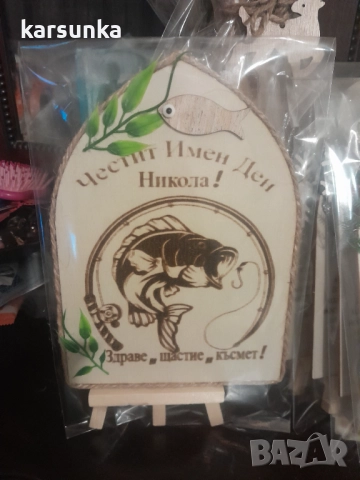 karsunka
Честит Имен Ден
Никола!
Здраве, щастие, късмет!
BAZAR